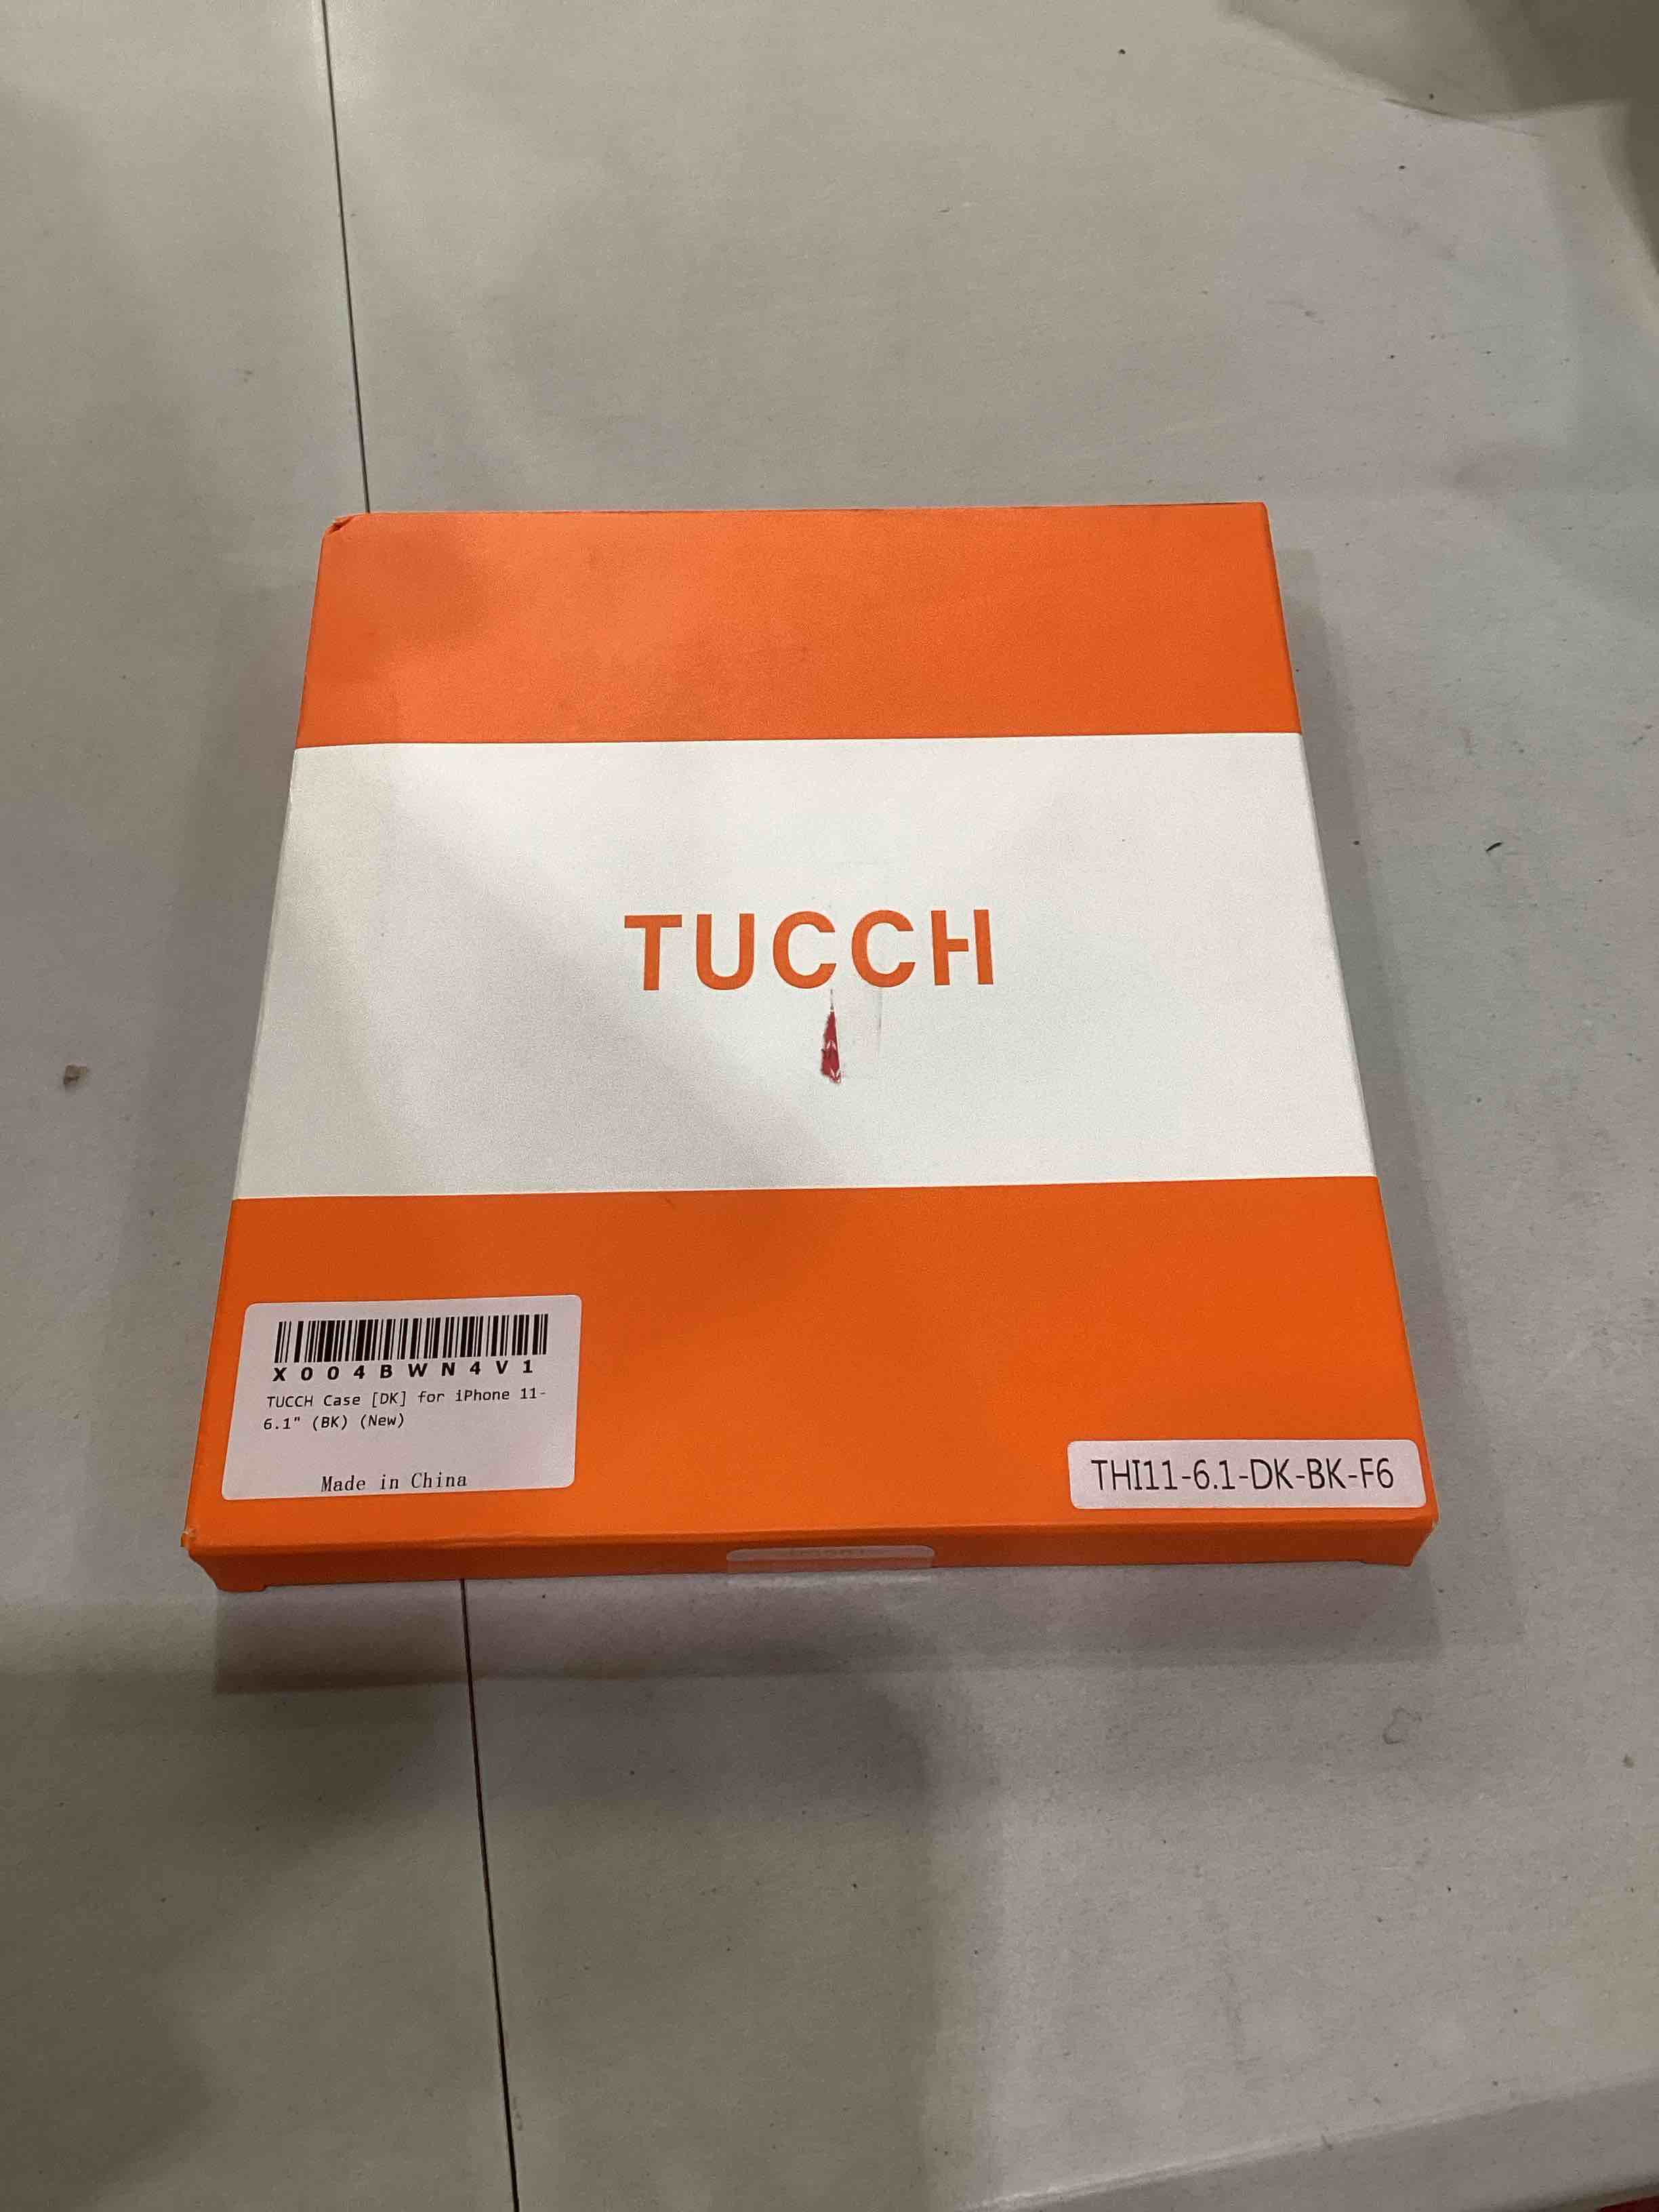 TUCCH
X004BWN4V1
TUCCH Case [DK] for iPhone 11-
6.1" (BK) (New)
Made in China
THI11-6.1-DK-BK-F6